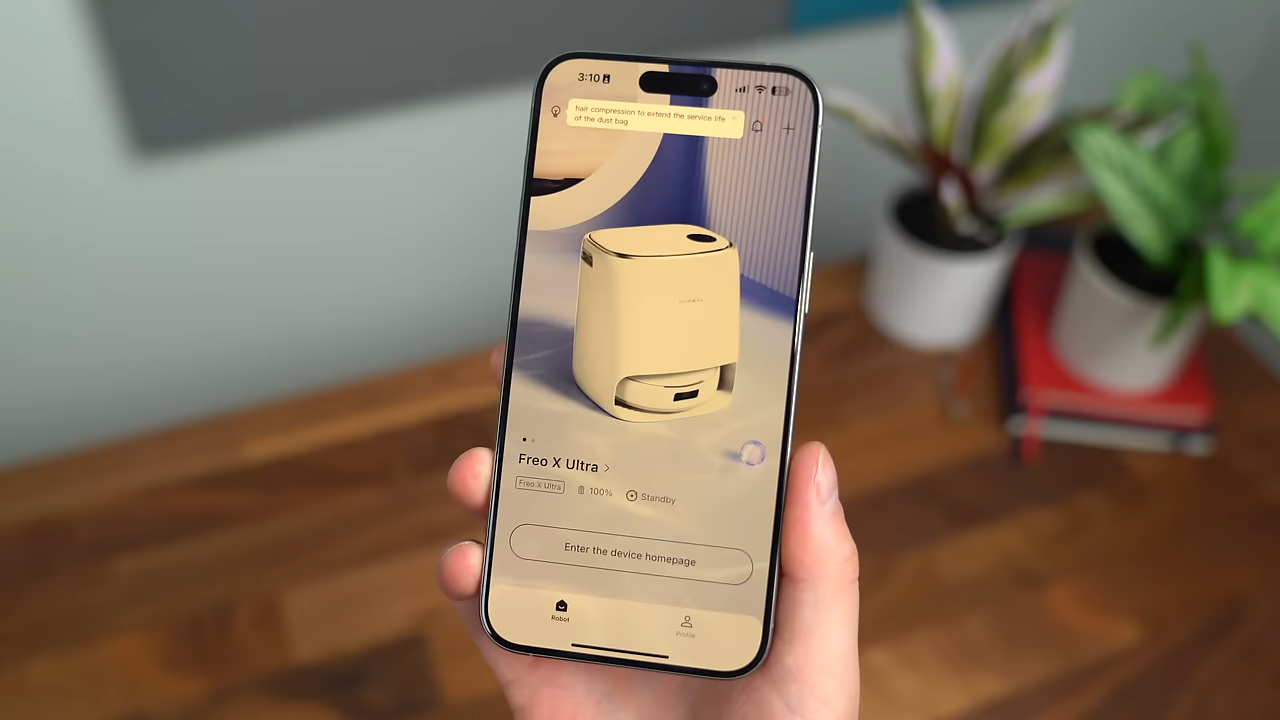 3:10
hair compression to extend the service life
of the dust bag
Freo X Ultra >
Freo X Ultra
100%
Standby
Enter the device homepage
Robot
Profile